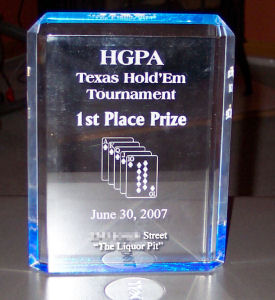 HGPA
Texas Hold'Em
Tournament
1st Place Prize
June 30, 2007
Street
"The Liquor Pit"